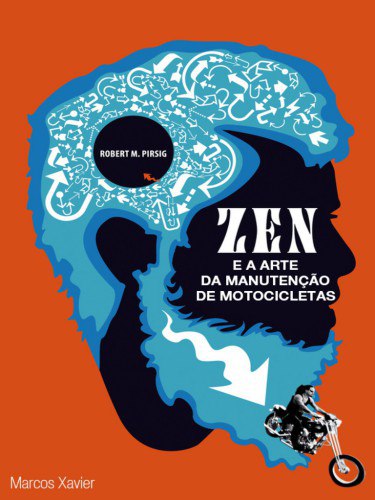 ROBERT M. PIRSIG
ZEN
E A ARTE
DA MANUTENÇÃO
DE MOTOCICLETAS
Marcos Xavier